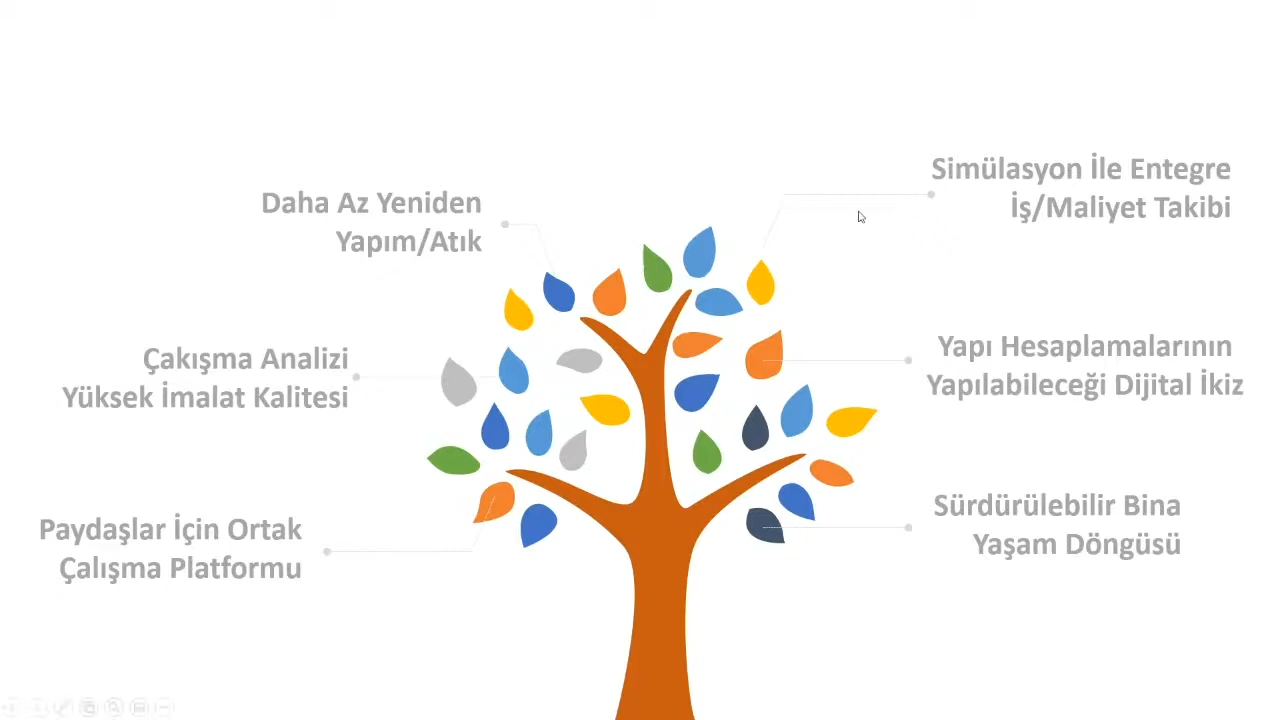 Daha Az Yeniden
Yapım/Atık
Çakışma Analizi
Yüksek İmalat Kalitesi
Paydaşlar İçin Ortak
Çalışma Platformu
Simülasyon İle Entegre
İş/Maliyet Takibi
Yapı Hesaplamalarının
Yapılabileceği Dijital İkiz
Sürdürülebilir Bina
Yaşam Döngüsü